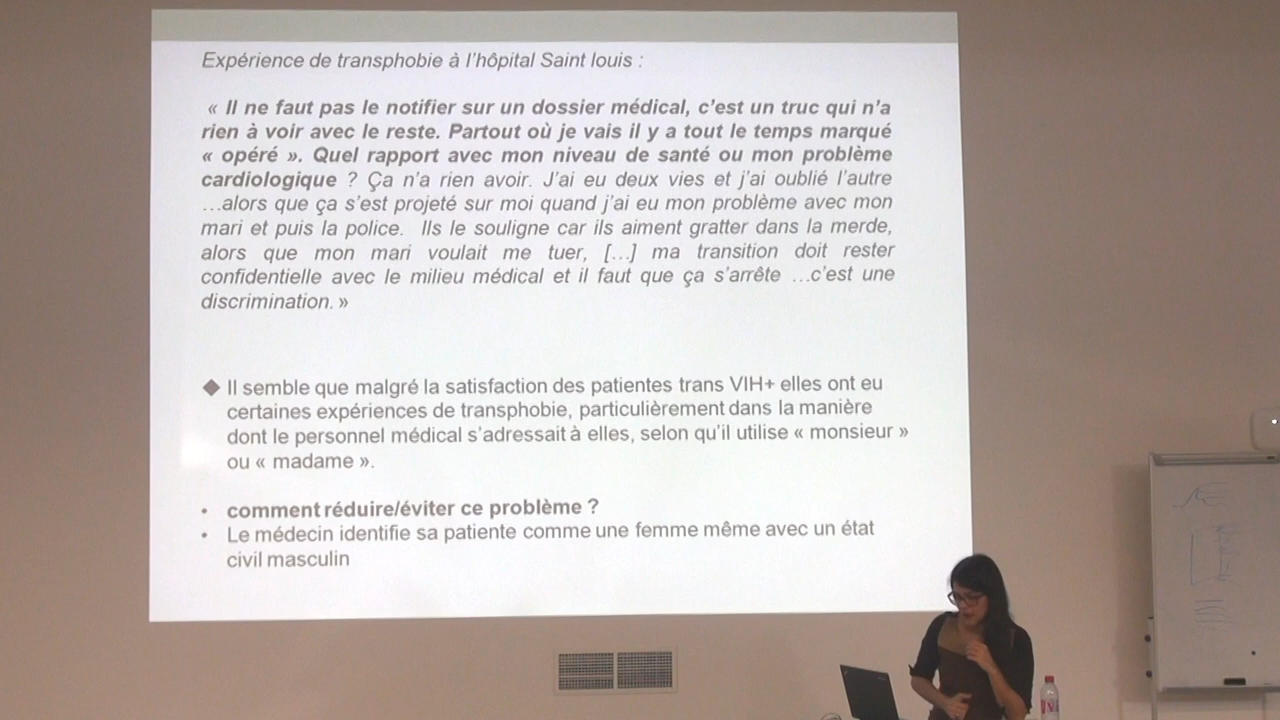 Expérience de transphobie à l'hôpital Saint louis :
« Il ne faut pas le notifier sur un dossier médical, c'est un truc qui n'a
rien à voir avec le reste. Partout où je vais il y a tout le temps marqué
« opéré ». Quel rapport avec mon niveau de santé ou mon problème
cardiologique ? Ça n'a rien avoir. J'ai eu deux vies et j'ai oublié l'autre
…alors que ça s'est projeté sur moi quand j'ai eu mon problème avec mon
mari et puis la police. Ils le souligne car ils aiment gratter dans la merde,
alors que mon mari voulait me tuer, […] ma transition doit rester
confidentielle avec le milieu médical et il faut que ça s'arrête …c'est une
discrimination. »
◆ Il semble que malgré la satisfaction des patientes trans VIH+ elles ont eu
certaines expériences de transphobie, particulièrement dans la manière
dont le personnel médical s'adressait à elles, selon qu'il utilise « monsieur »
ou « madame ».
• comment réduire/éviter ce problème ?
• Le médecin identifie sa patiente comme une femme même avec un état
civil masculin